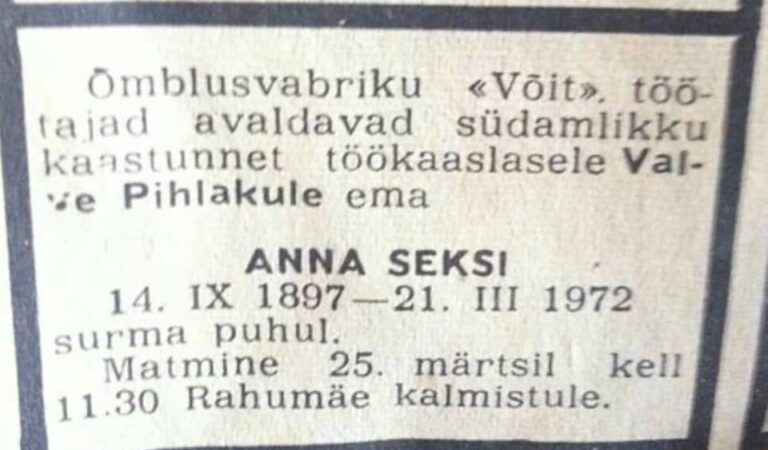 Õmblusvabriku «Võit». töö-
tajad avaldavad südamlikku
kaastunnet töökaaslasele Val-
ve Pihlakule ema
ANNA SEKSI
14. IX 1897—21. III 1972
surma puhul.
Matmine 25. märtsil kell
11.30 Rahumäe kalmistule.